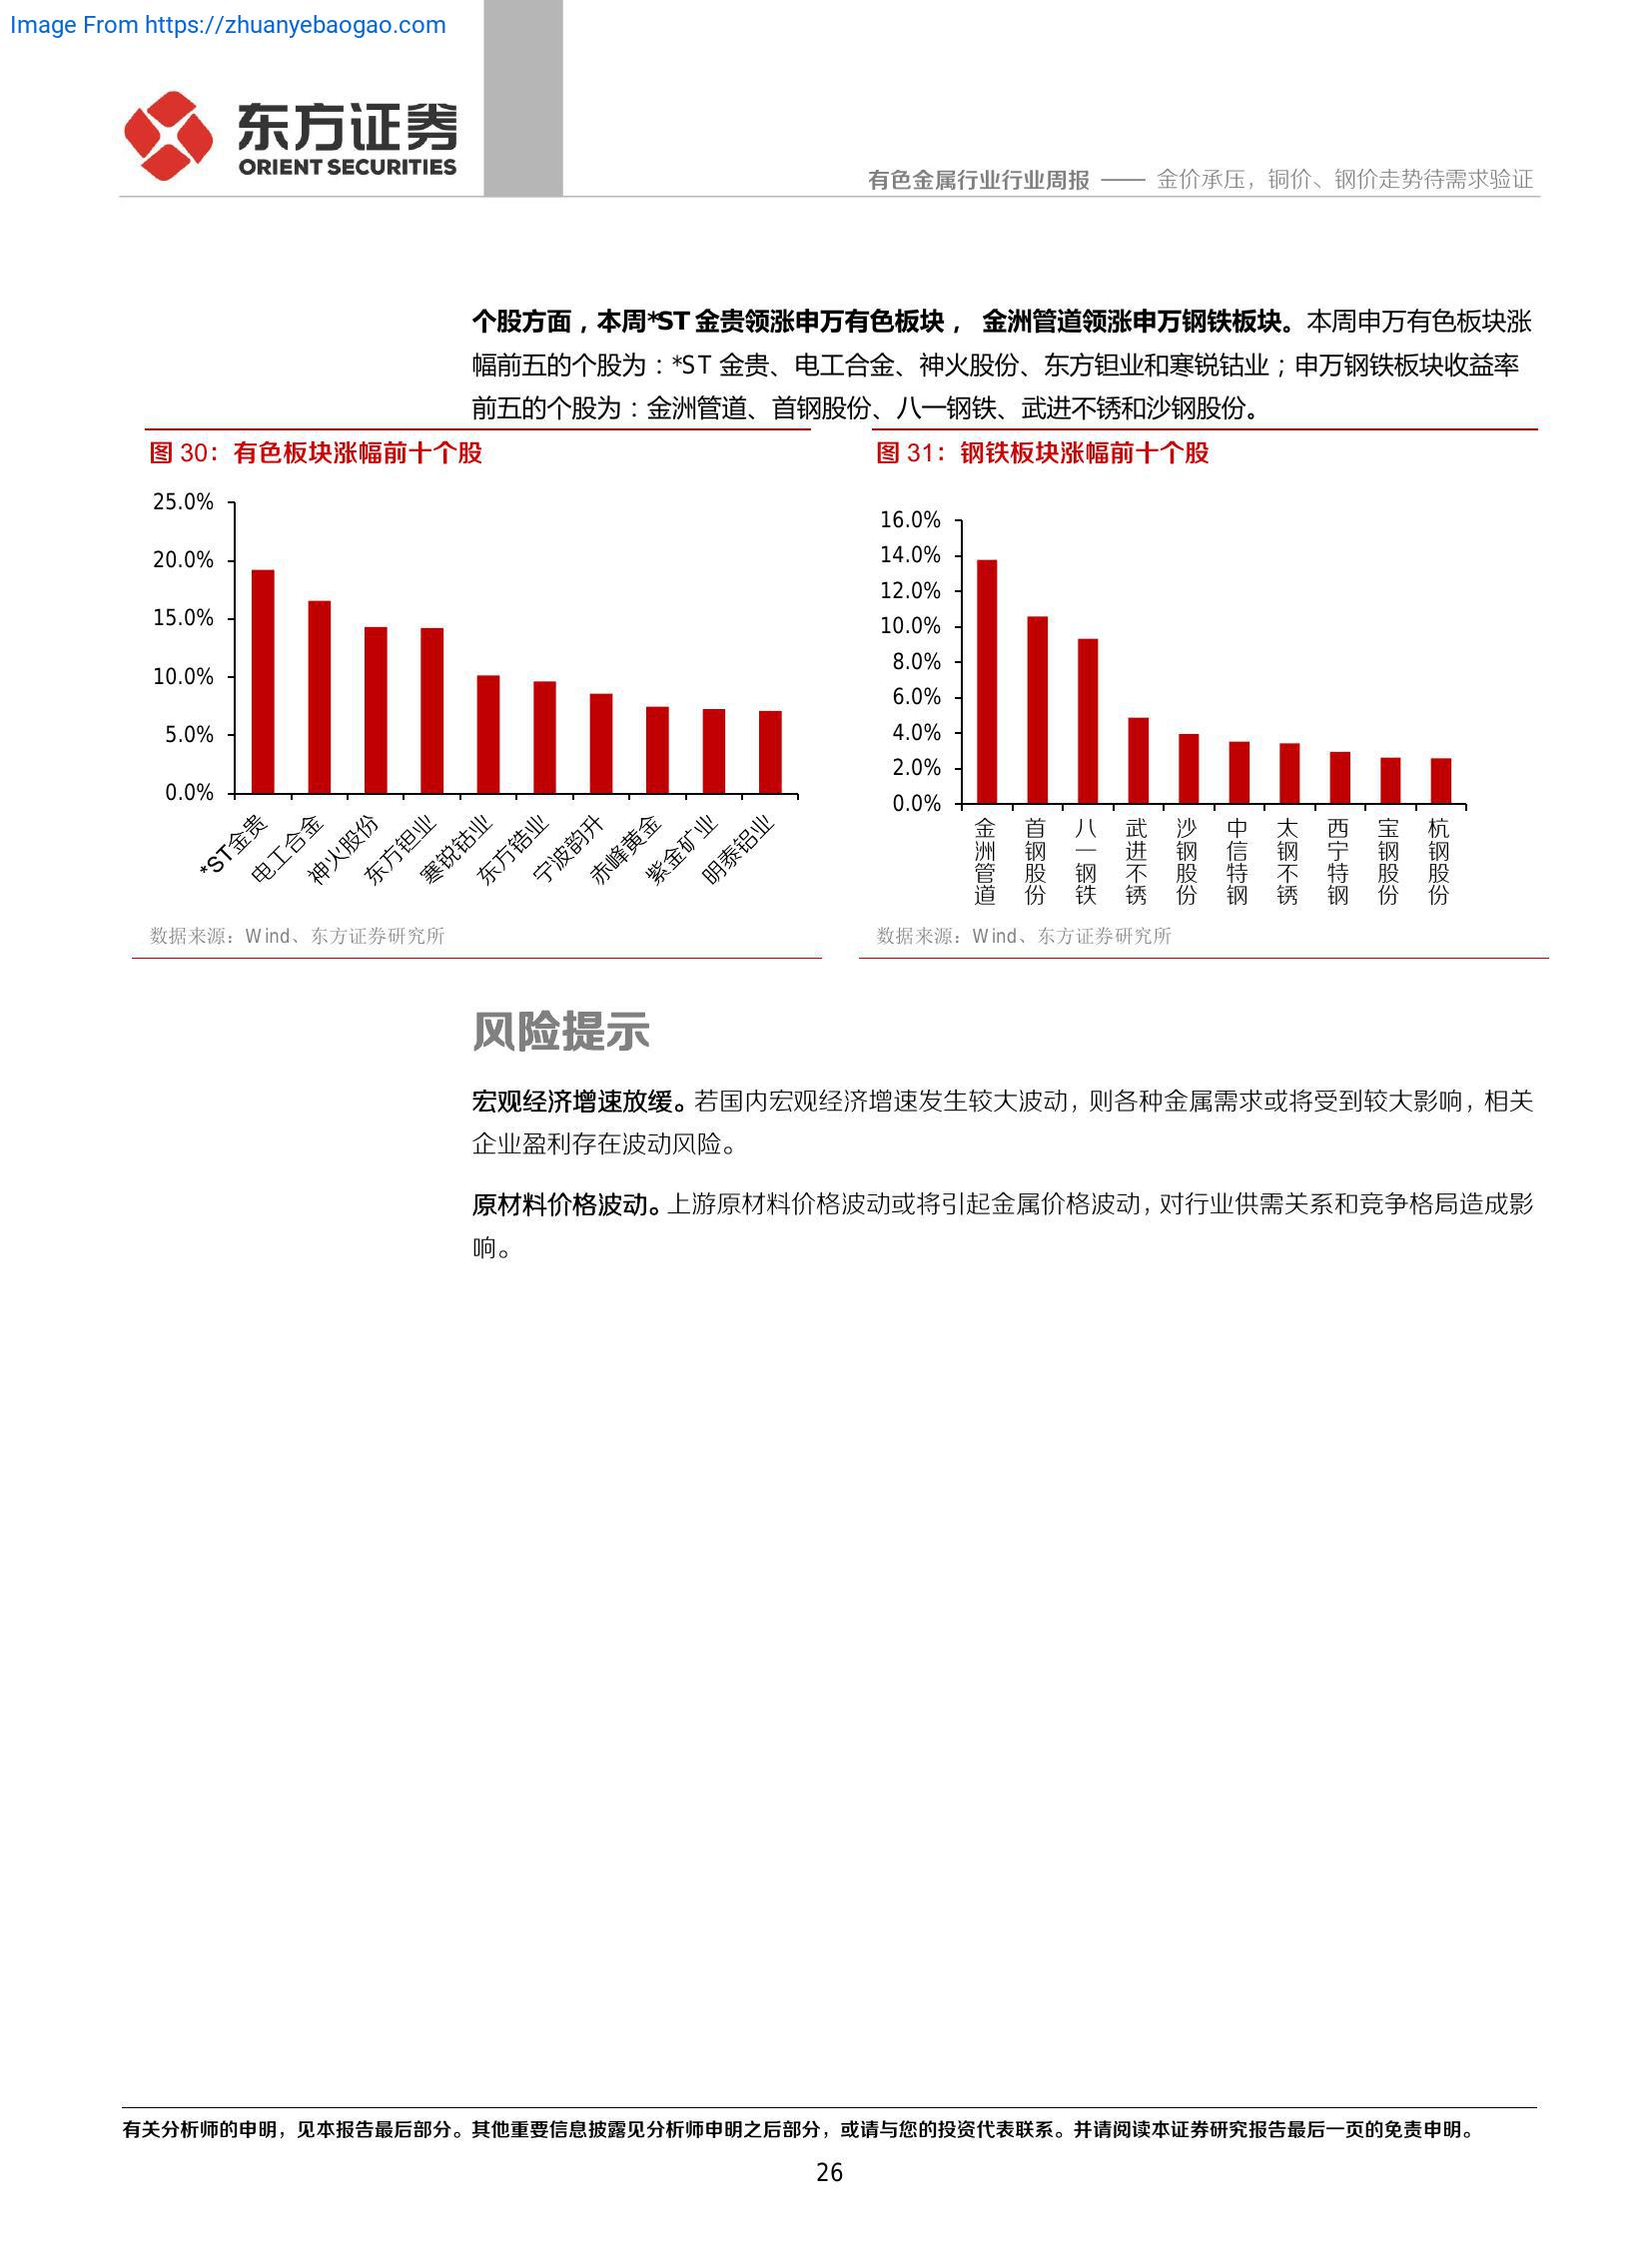 Image From https://zhuanyebaogao.com
东方证券
ORIENT SECURITIES
有色金属行业行业周报 —— 金价承压，铜价、钢价走势待需求验证
个股方面，本周*ST 金贵领涨申万有色板块， 金洲管道领涨申万钢铁板块。本周申万有色板块涨
幅前五的个股为：*ST 金贵、电工合金、神火股份、东方钽业和寒锐钴业；申万钢铁板块收益率
前五的个股为：金洲管道、首钢股份、八一钢铁、武进不锈和沙钢股份。
图 30：有色板块涨幅前十个股
25.0%
20.0%
15.0%
10.0%
5.0%
0.0%
*ST金贵
电工合金
神火股份
东方钽业
寒锐钴业
东方锆业
宁波韵升
赤峰黄金
紫金矿业
明泰铝业
数据来源：Wind、东方证券研究所
图 31：钢铁板块涨幅前十个股
16.0%
14.0%
12.0%
10.0%
8.0%
6.0%
4.0%
2.0%
0.0%
金洲管道
首钢股份
八一钢铁
武进不锈
沙钢股份
中信特钢
太钢不锈
西宁特钢
宝钢股份
杭钢股份
数据来源：Wind、东方证券研究所
风险提示
宏观经济增速放缓。若国内宏观经济增速发生较大波动，则各种金属需求或将受到较大影响，相关
企业盈利存在波动风险。
原材料价格波动。上游原材料价格波动或将引起金属价格波动，对行业供需关系和竞争格局造成影
响。
有关分析师的申明，见本报告最后部分。其他重要信息披露见分析师申明之后部分，或请与您的投资代表联系。并请阅读本证券研究报告最后一页的免责申明。
26